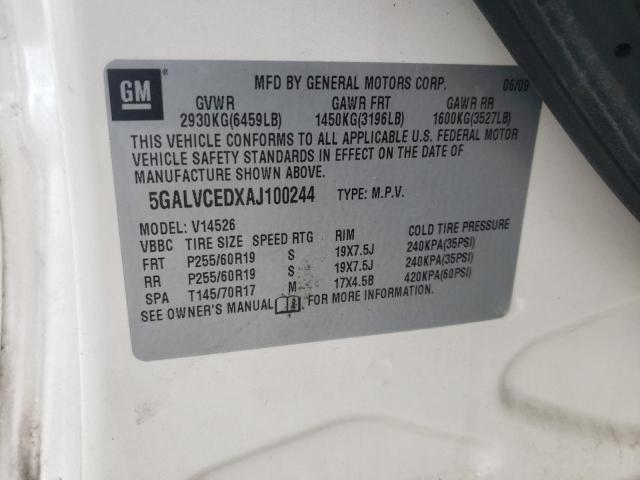 GM ®
MFD BY GENERAL MOTORS CORP. 06/09
GVWR GAWR FRT GAWR RR
2930KG(6459LB) 1450KG(3196LB) 1600KG(3527LB)
THIS VEHICLE CONFORMS TO ALL APPLICABLE U.S. FEDERAL MOTOR
VEHICLE SAFETY STANDARDS IN EFFECT ON THE DATE OF
MANUFACTURE SHOWN ABOVE.
5GALVCEDXAJ100244 TYPE: M.P.V.
MODEL: V14526
VBBC TIRE SIZE SPEED RTG RIM COLD TIRE PRESSURE
FRT P255/60R19 S 19X7.5J 240KPA(35PSI)
RR P255/60R19 S 19X7.5J 240KPA(35PSI)
SPA T145/70R17 M 17X4.5B 420KPA(60PSI)
SEE OWNER'S MANUAL FOR MORE INFORMATION.